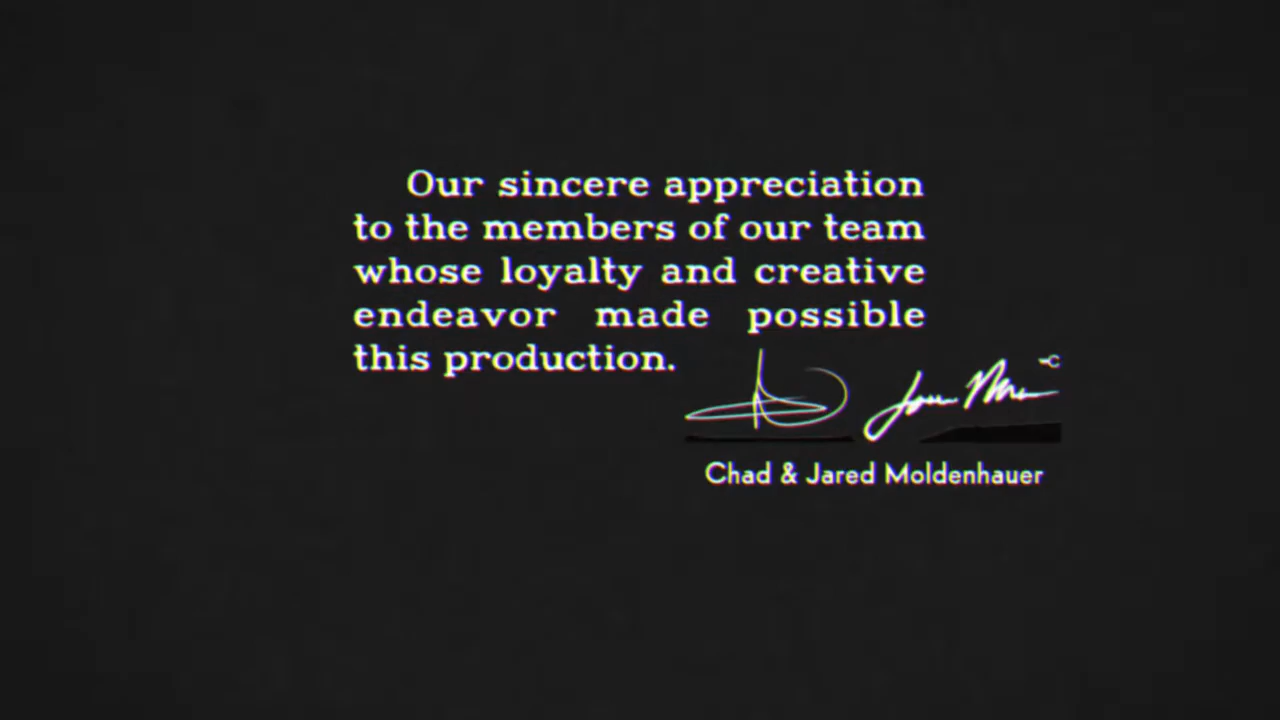 Our sincere appreciation
to the members of our team
whose loyalty and creative
endeavor made possible
this production.
Chad & Jared Moldenhauer